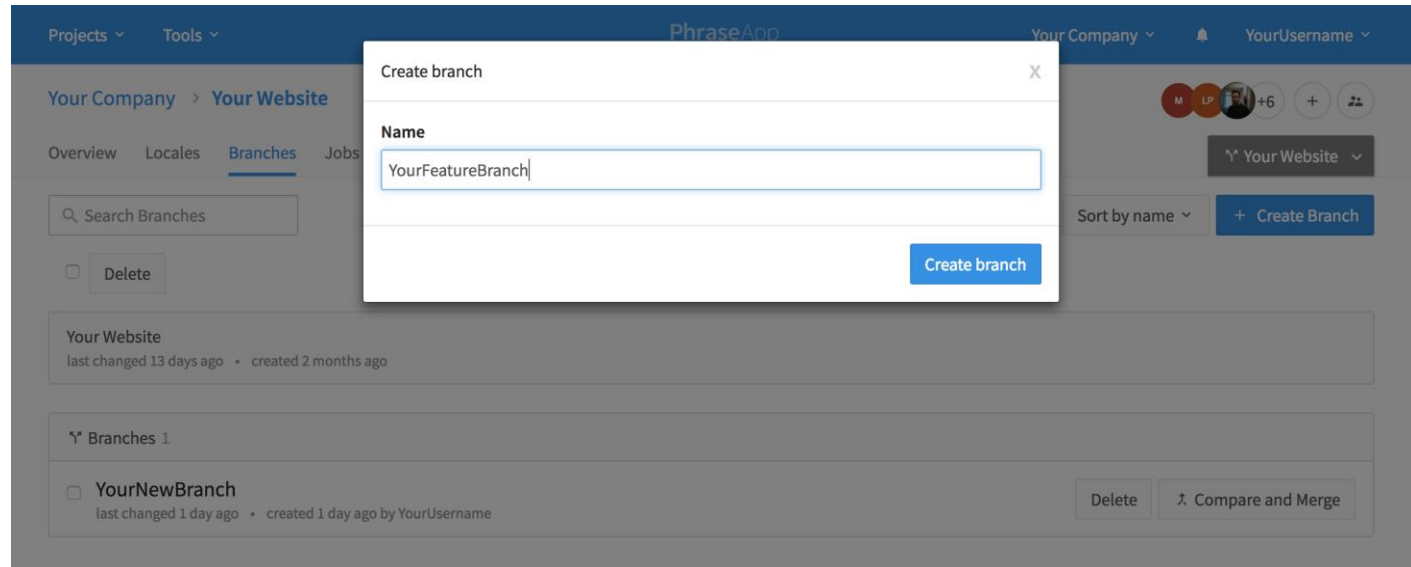 Projects Tools PhraseApp Your Company YourUsername
Create branch X
Your Company > Your Website M LP +6 +
Name
Overview Locales Branches Jobs Your Website
YourFeatureBranch
Search Branches Sort by name + Create Branch
Delete Create branch
Your Website
last changed 13 days ago • created 2 months ago
Branches 1
YourNewBranch Delete Compare and Merge
last changed 1 day ago • created 1 day ago by YourUsername